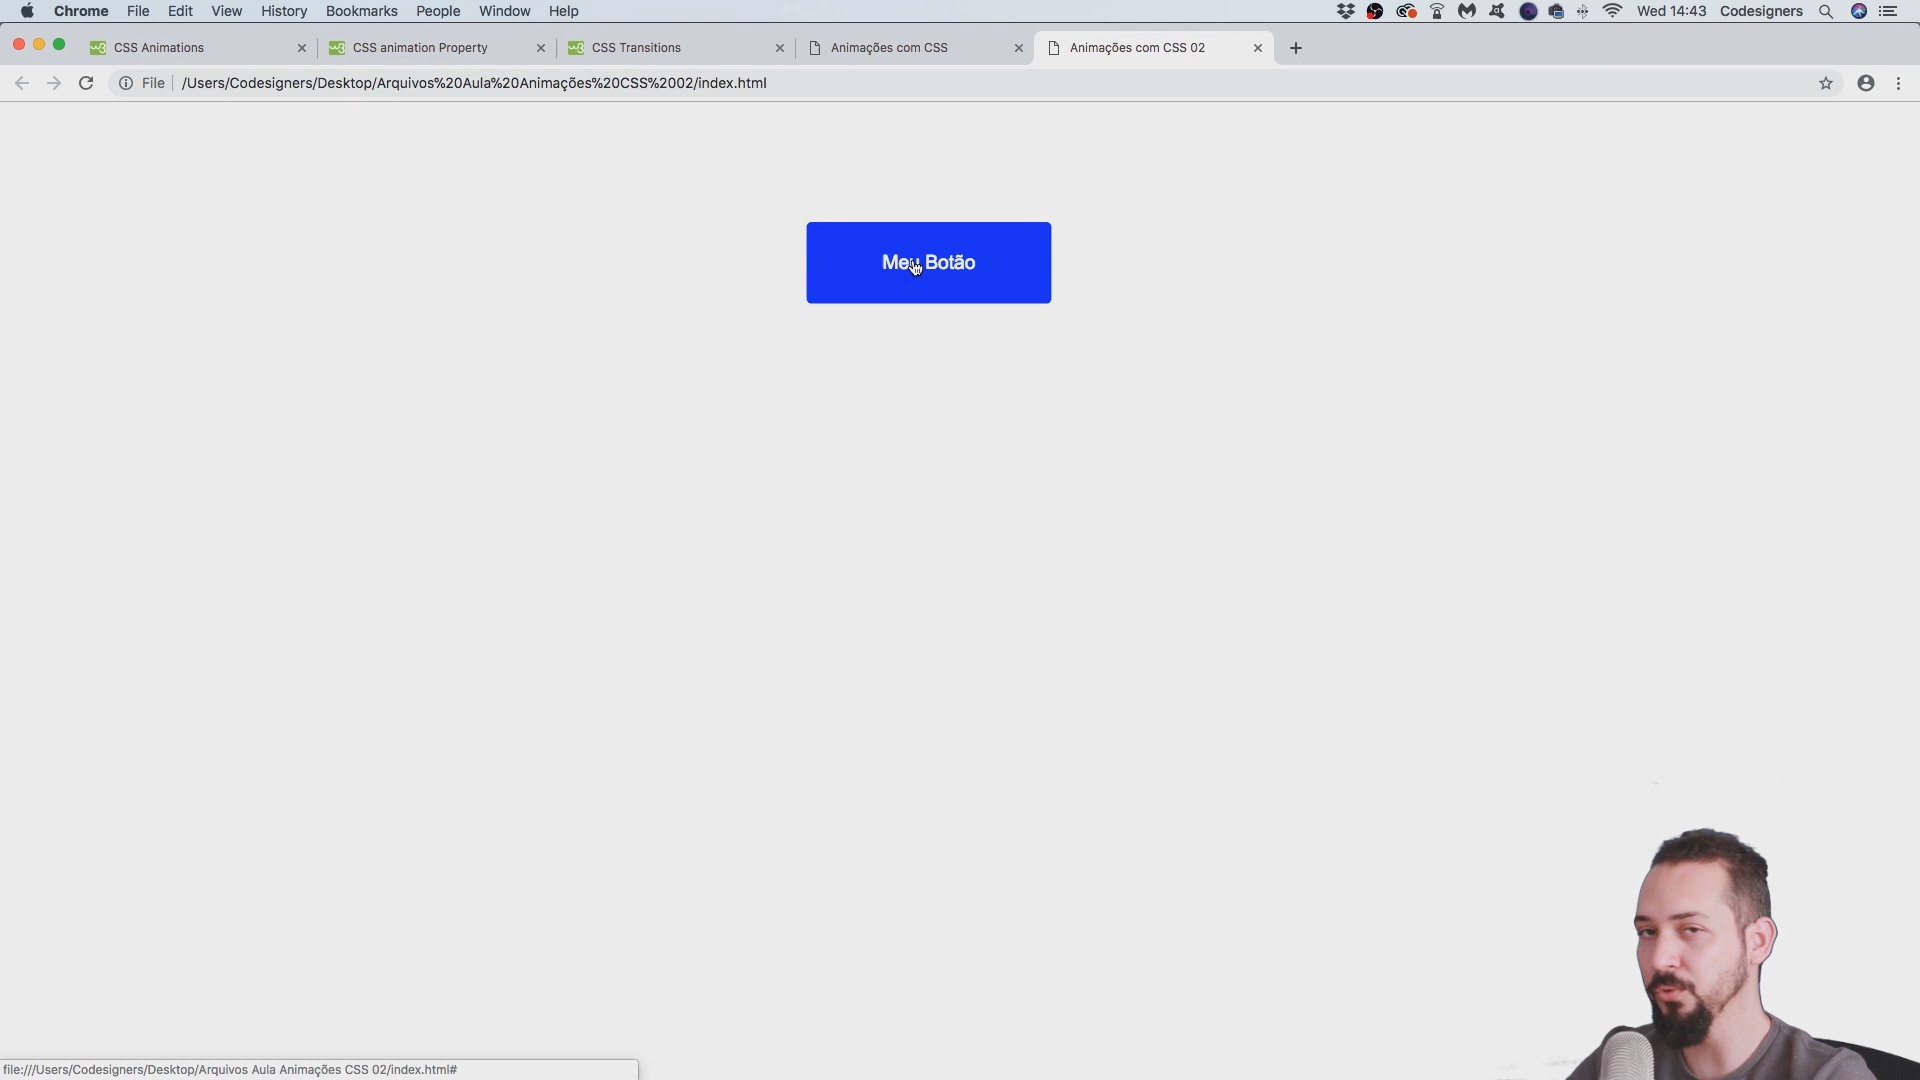 Chrome File Edit View History Bookmarks People Window Help Wed 14:43 Codesigners
CSS Animations CSS animation Property CSS Transitions Animações com CSS Animações com CSS 02
File /Users/Codesigners/Desktop/Arquivos%20Aula%20Animações%20CSS%2002/index.html
Meu Botão
file:///Users/Codesigners/Desktop/Arquivos Aula Animações CSS 02/index.html#